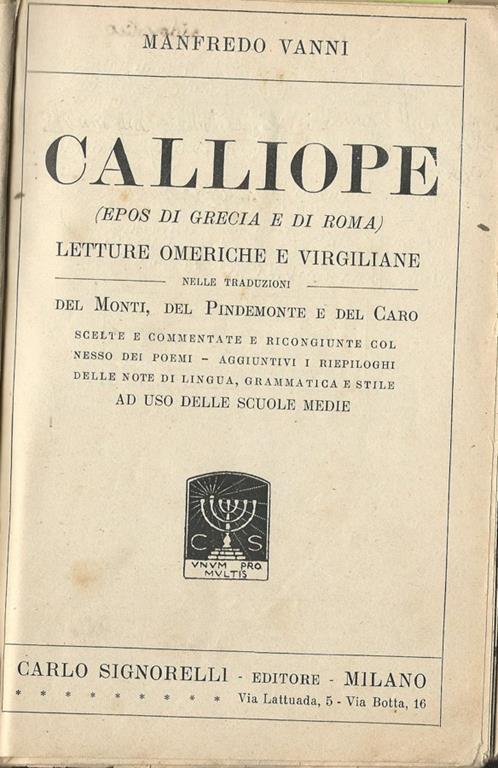 MANFREDO VANNI
CALLIOPE
(EPOS DI GRECIA E DI ROMA)
LETTURE OMERICHE E VIRGILIANE
NELLE TRADUZIONI
DEL MONTI, DEL PINDEMONTE E DEL CARO
SCELTE E COMMENTATE E RICONGIUNTE COL
NESSO DEI POEMI - AGGIUNTIVI I RIEPILOGHI
DELLE NOTE DI LINGUA, GRAMMATICA E STILE
AD USO DELLE SCUOLE MEDIE
C S
VNVM PRO
MVLTIS
CARLO SIGNORELLI - EDITORE - MILANO
* * * * * * * * * Via Lattuada, 5 - Via Botta, 16